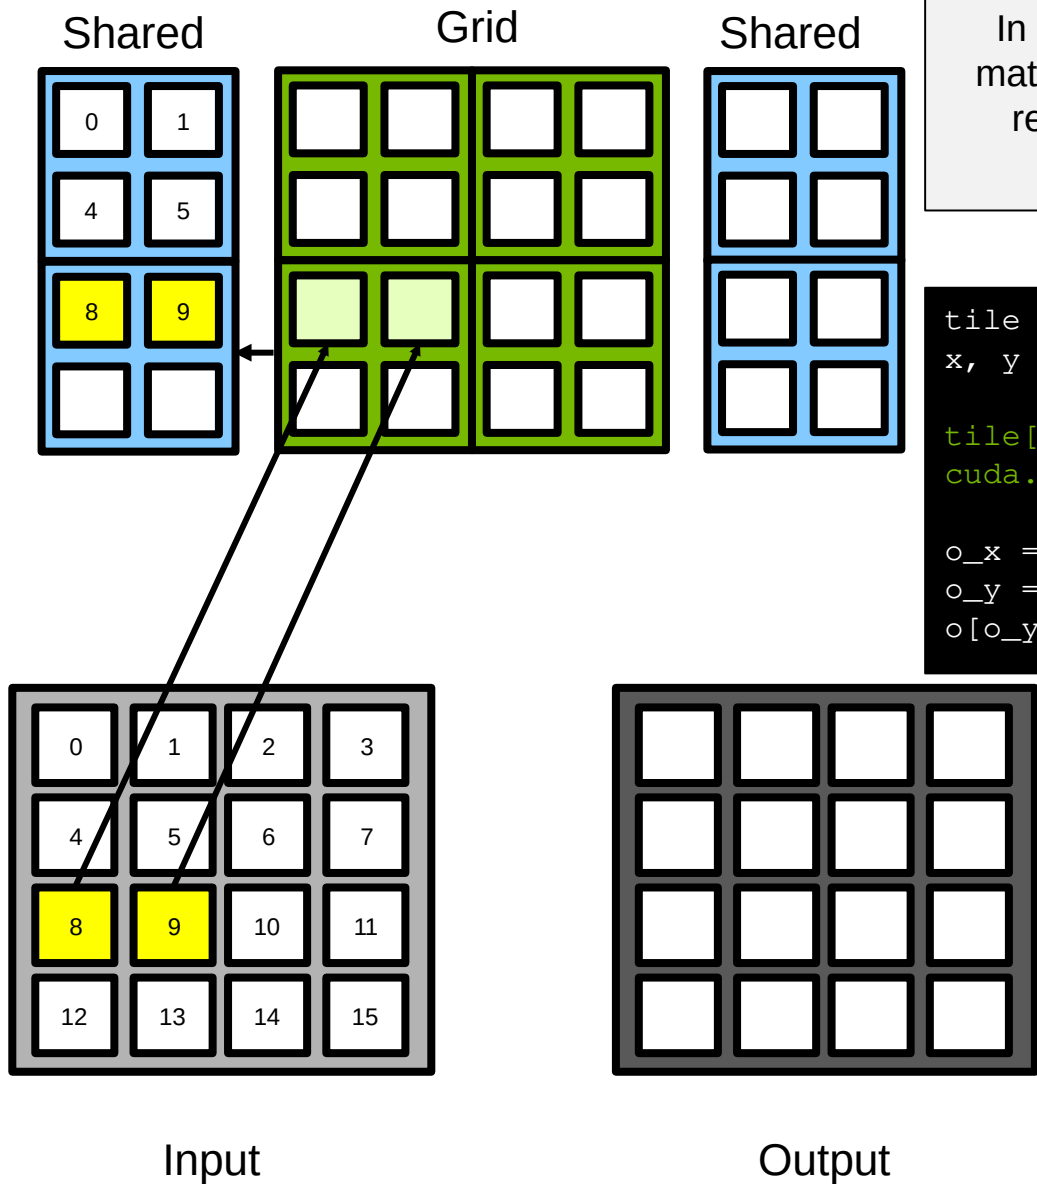 Shared
Grid
Shared
In
mat
re
0 1
4 5
8 9
tile
x, y
tile[
cuda.
o_x =
o_y =
o[o_y
0 1 2 3
4 5 6 7
8 9 10 11
12 13 14 15
Input
Output